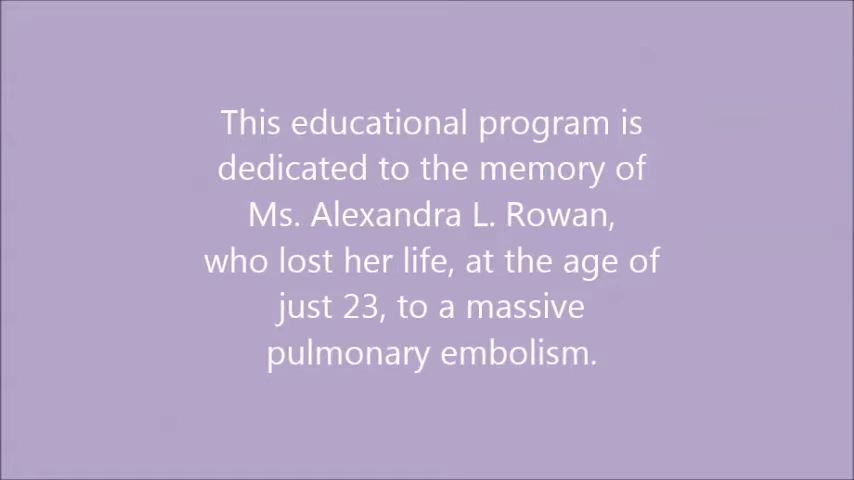 This educational program is
dedicated to the memory of
Ms. Alexandra L. Rowan,
who lost her life, at the age of
just 23, to a massive
pulmonary embolism.